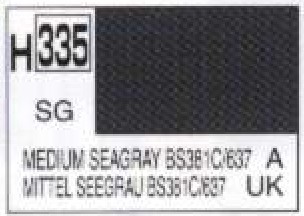 H 335
SG
MEDIUM SEAGRAY BS381C/637 A
MITTEL SEEGRAU BS381C/637 UK